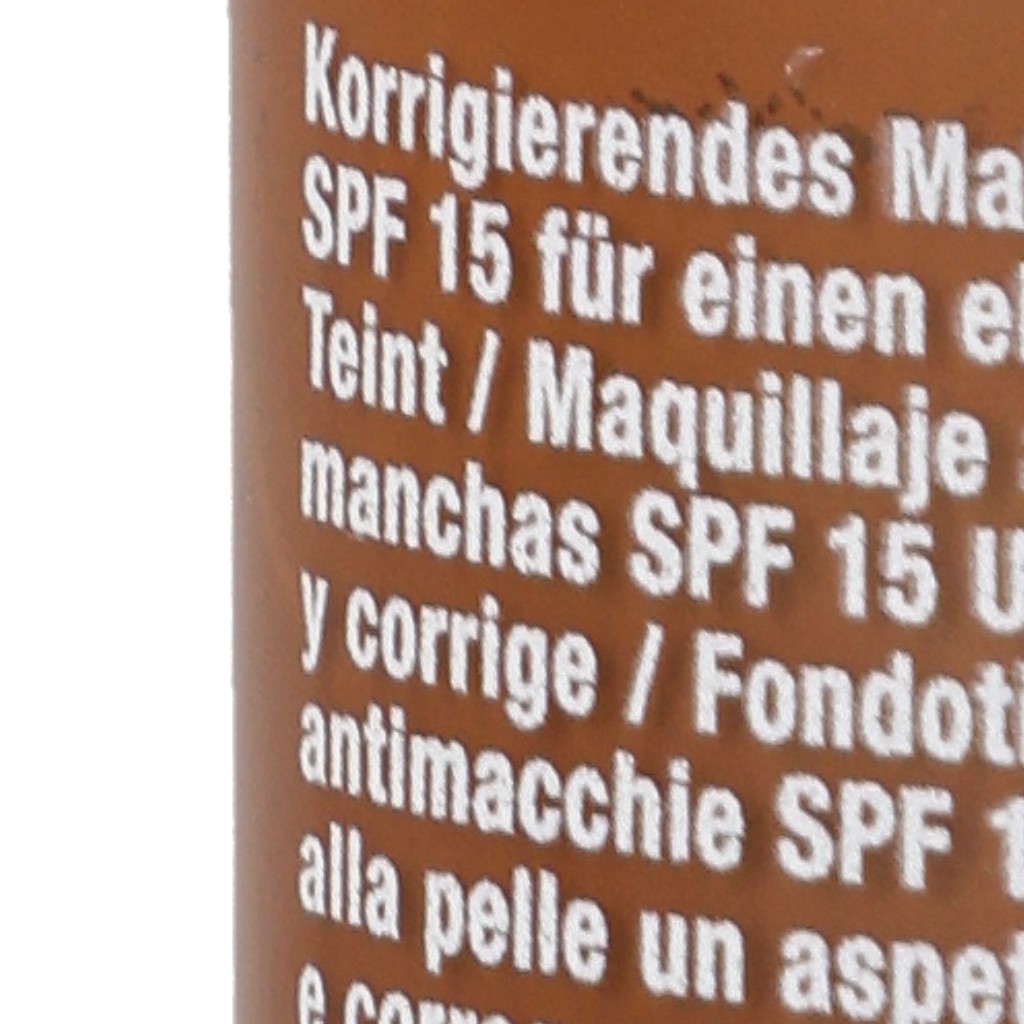 Korrigierendes Ma
SPF 15 für einen e
Teint / Maquillaje
manchas SPF 15 U
y corrige / Fondoti
antimacchie SPF 1
alla pelle un aspet
e corre